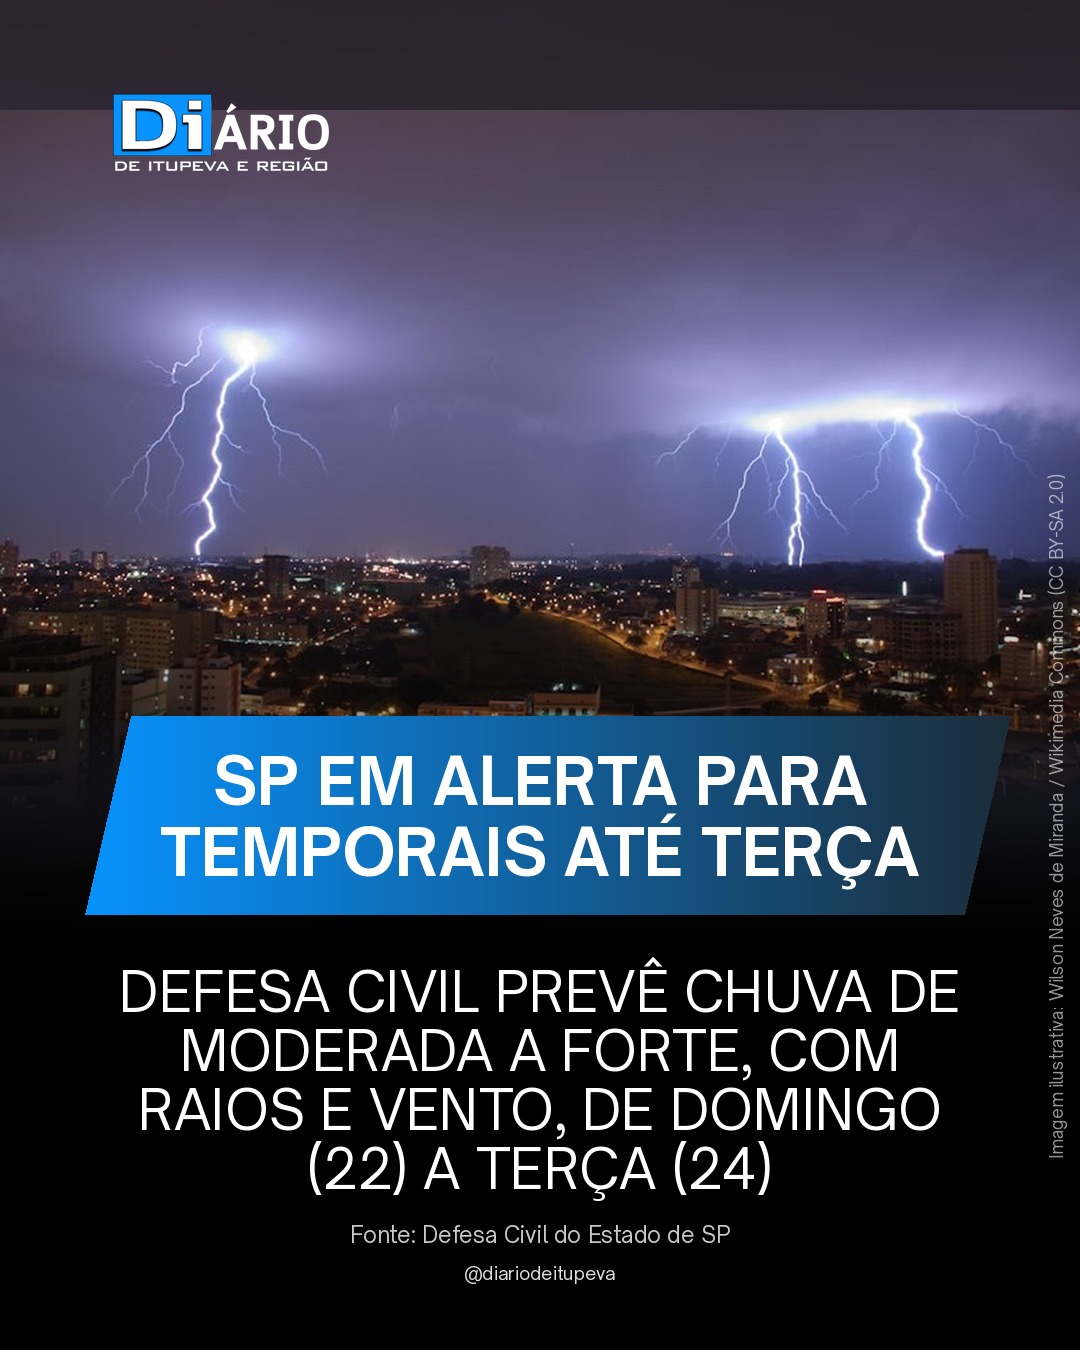 DiÁRIO
DE ITUPEVA E REGIÃO
SP EM ALERTA PARA
TEMPORAIS ATÉ TERÇA
DEFESA CIVIL PREVÊ CHUVA DE
MODERADA A FORTE, COM
RAIOS E VENTO, DE DOMINGO
(22) A TERÇA (24)
Fonte: Defesa Civil do Estado de SP
@diariodeitupeva
Imagem ilustrativa: Wilson Neves de Miranda / Wikimedia Commons (CC BY-SA 2.0)